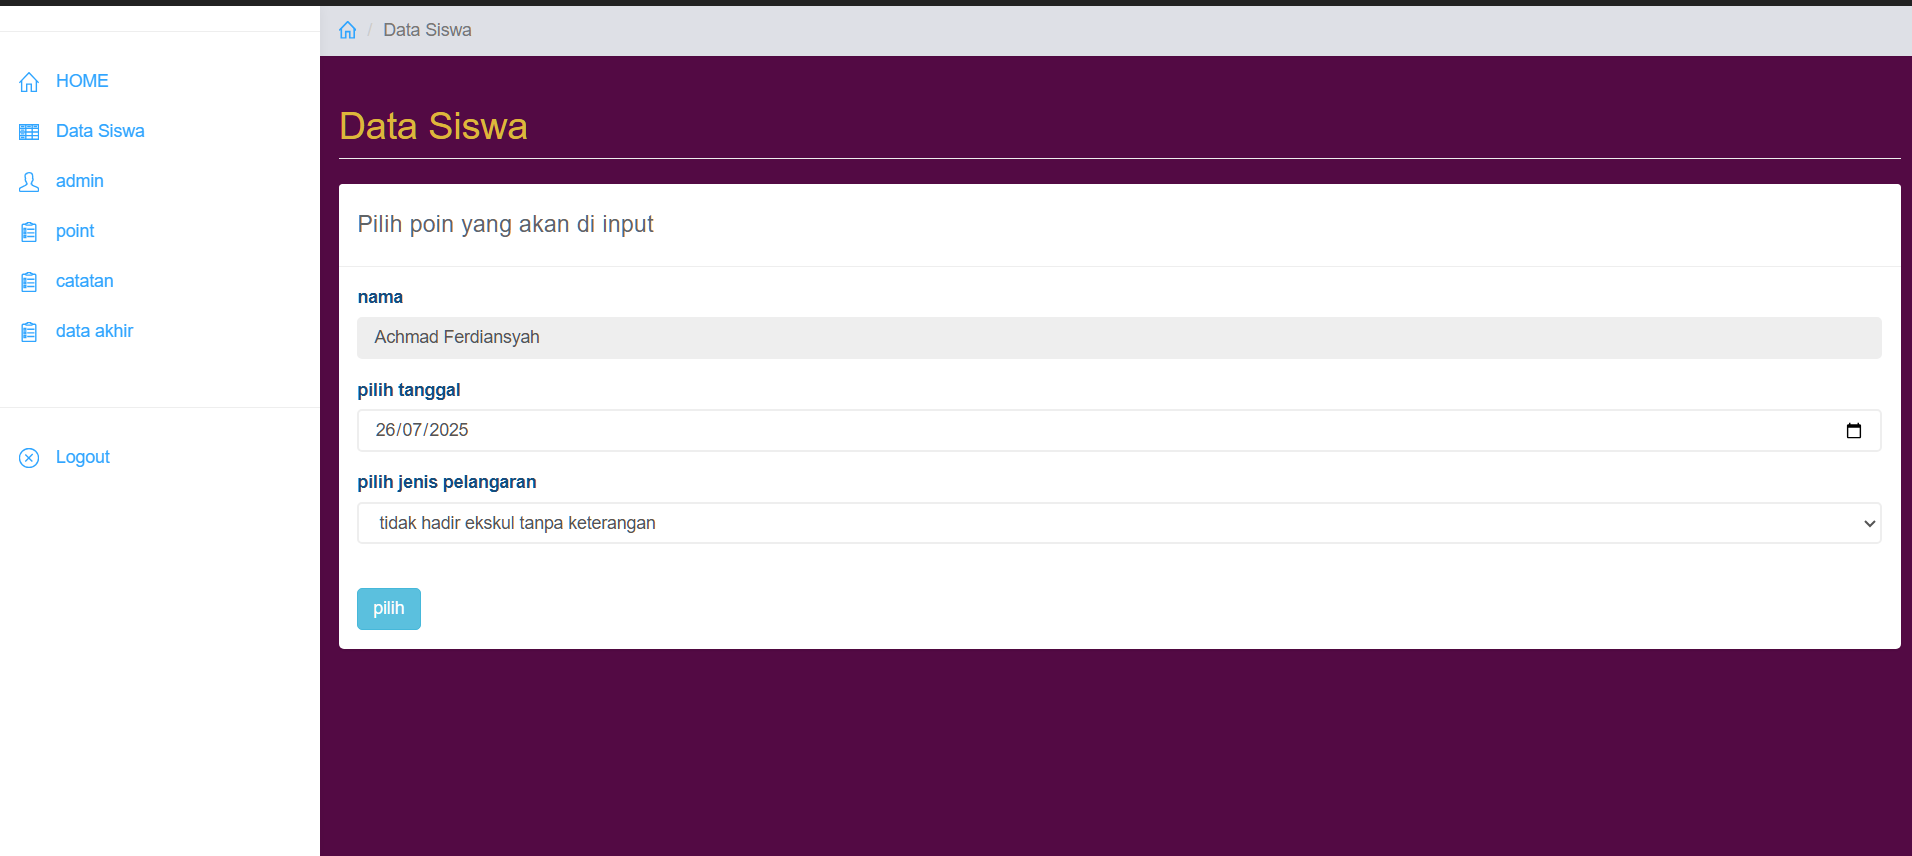 Data Siswa
HOME
Data Siswa
admin
point
catatan
data akhir
Logout
Data Siswa
Pilih poin yang akan di input
nama
Achmad Ferdiansyah
pilih tanggal
26/07/2025
pilih jenis pelangaran
tidak hadir ekskul tanpa keterangan
pilih